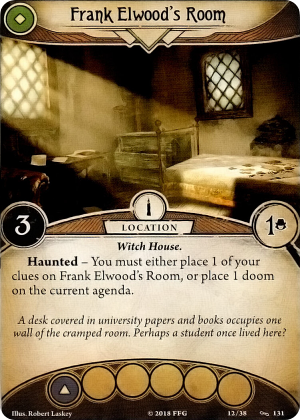 Frank Elwood's Room
3
LOCATION
1
Witch House.
Haunted – You must either place 1 of your
clues on Frank Elwood's Room, or place 1 doom
on the current agenda.
A desk covered in university papers and books occupies one
wall of the cramped room. Perhaps a student once lived here?
Illus. Robert Laskey
© 2018 FFG
12/38
131